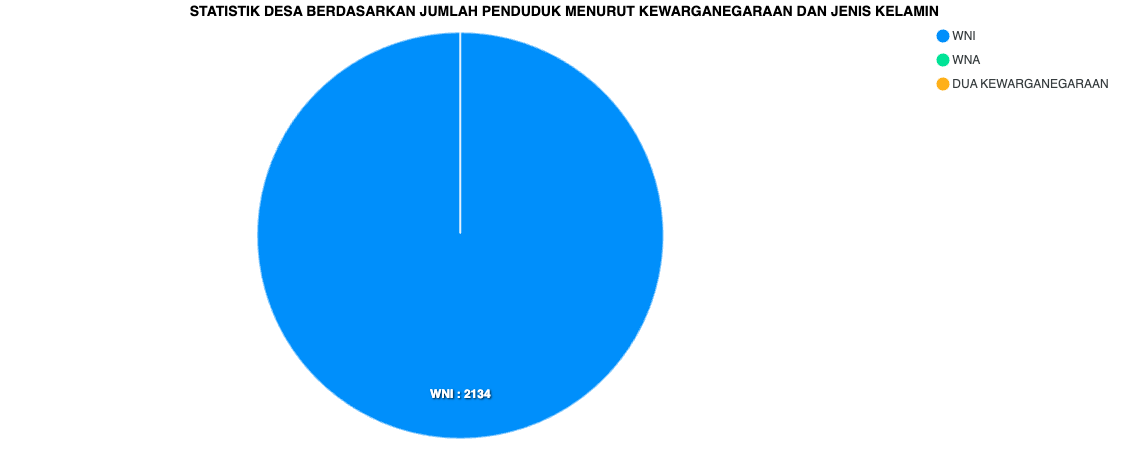 STATISTIK DESA BERDASARKAN JUMLAH PENDUDUK MENURUT KEWARGANEGARAAN DAN JENIS KELAMIN
WNI
WNA
DUA KEWARGANEGARAAN
WNI : 2134